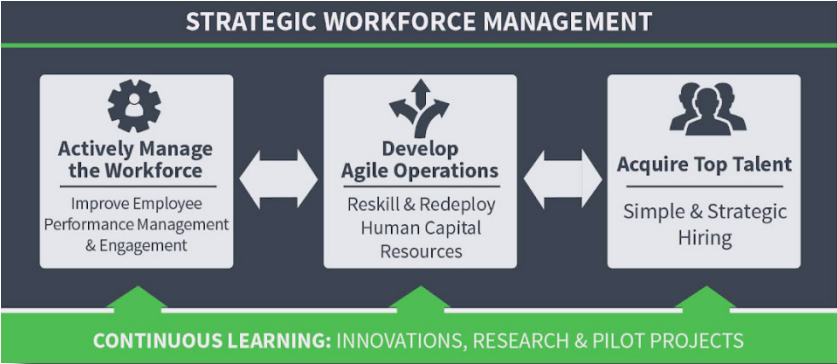 STRATEGIC WORKFORCE MANAGEMENT
Actively Manage
the Workforce
Improve Employee
Performance Management
& Engagement
Develop
Agile Operations
Reskill & Redeploy
Human Capital
Resources
Acquire Top Talent
Simple & Strategic
Hiring
CONTINUOUS LEARNING: INNOVATIONS, RESEARCH & PILOT PROJECTS